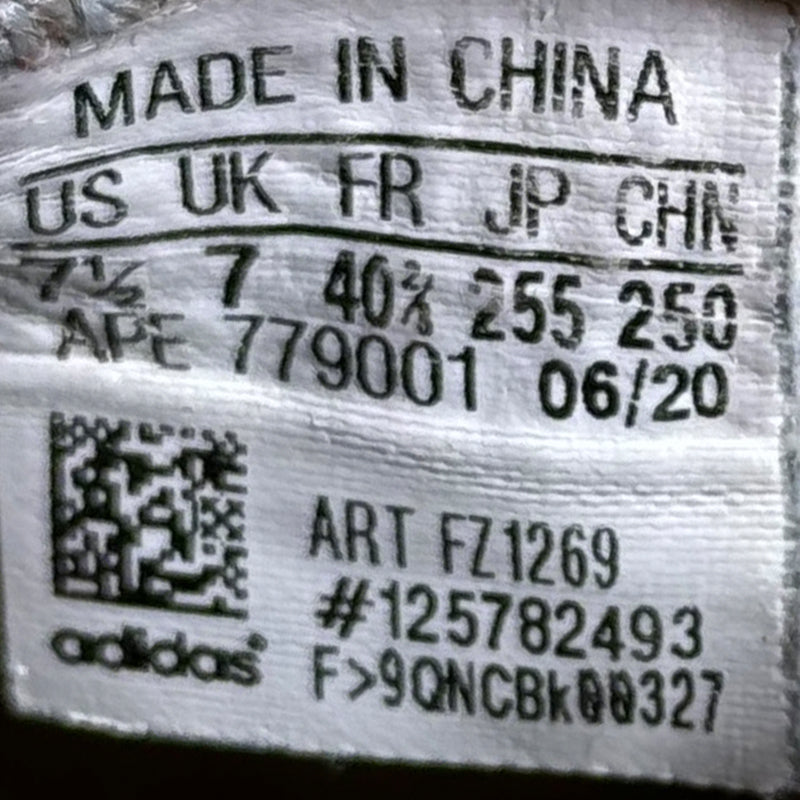 MADE IN CHINA
US UK FR JP CHN
7½ 7 40⅔ 255 250
APE 779001 06/20
ART FZ1269
#125782493
adidas
F>9QNCBk00327